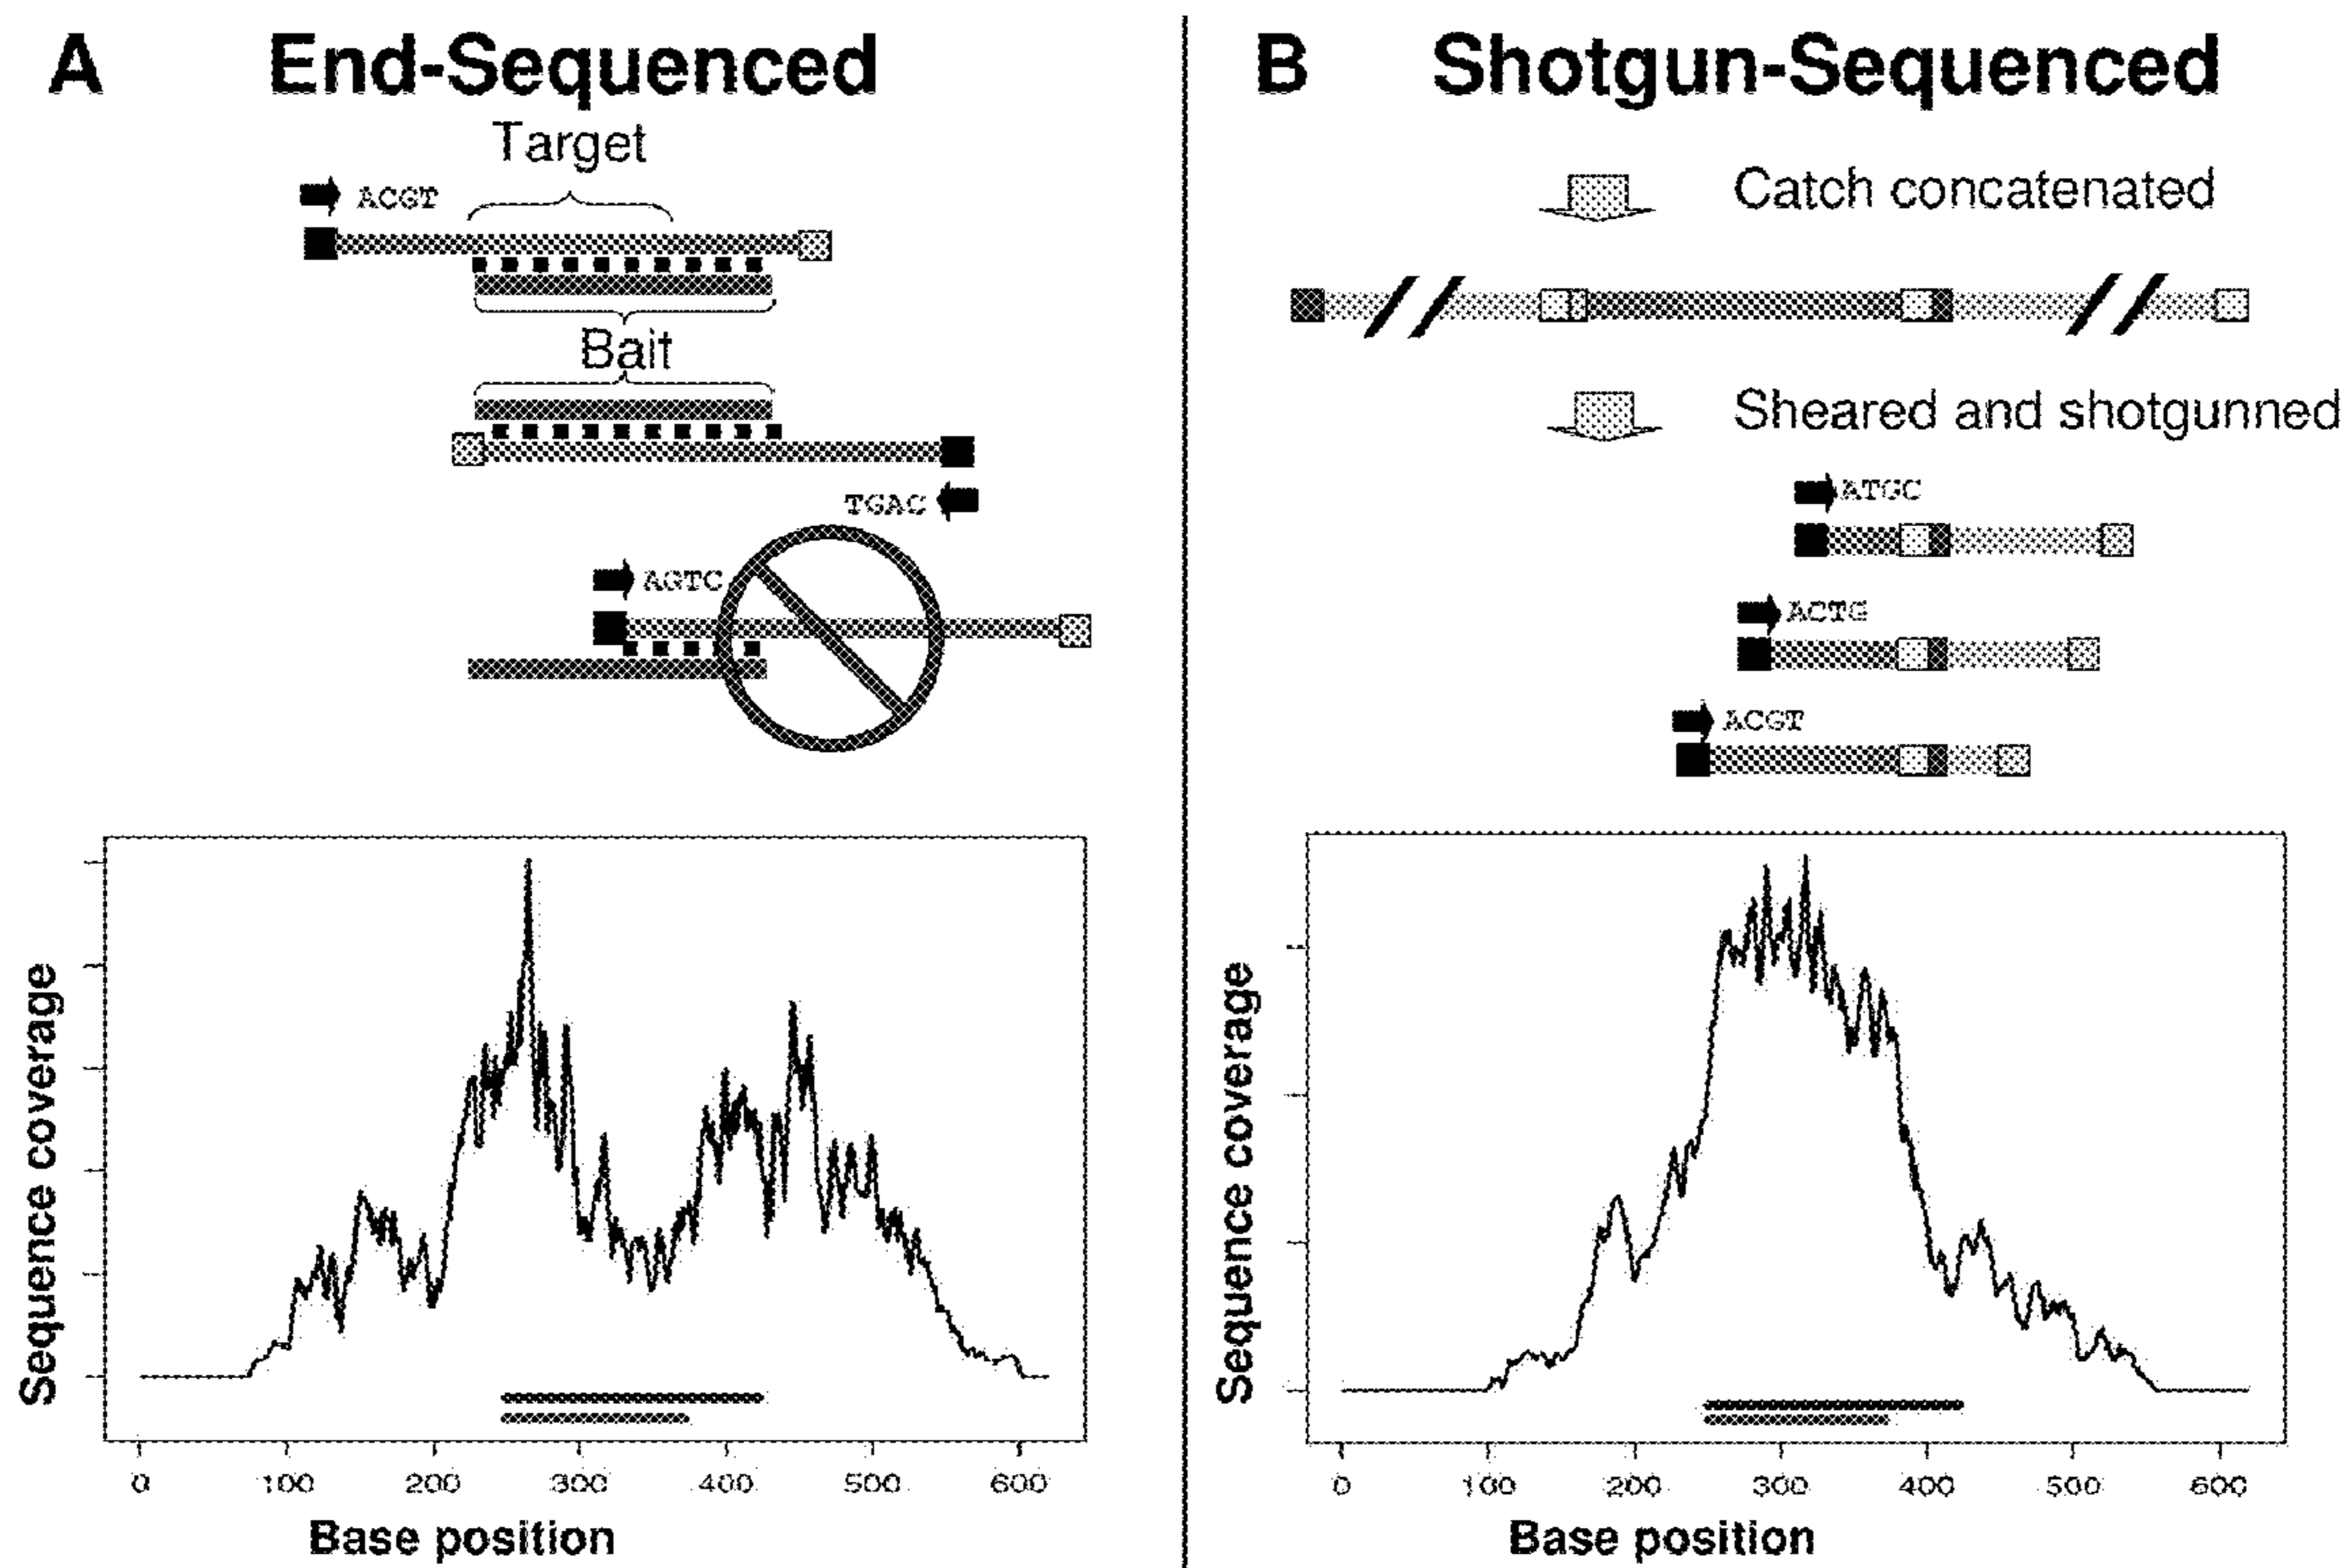 A End-Sequenced
Target
ACGT
Bait
TGAC
AGTC
Sequence coverage
0 100 200 300 400 500 600
Base position
B Shotgun-Sequenced
Catch concatenated
Sheared and shotgunned
ATGC
ACTG
ACGT
Sequence coverage
0 100 200 300 400 500 600
Base position